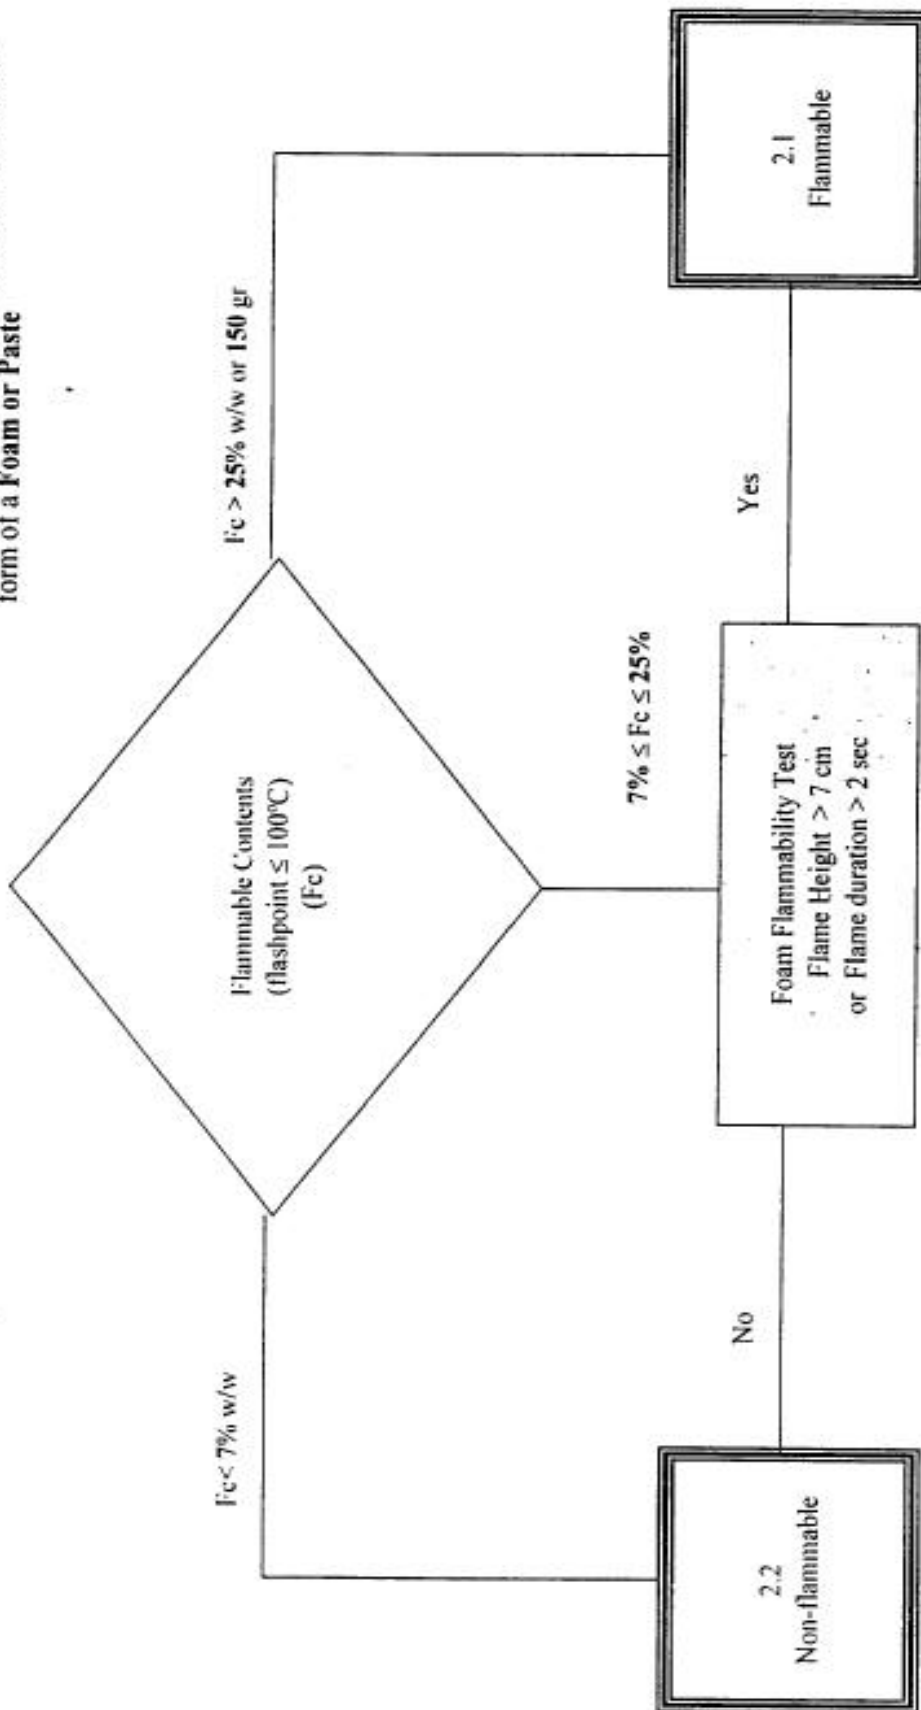 form of a Foam or Paste
Flammable Contents
(flashpoint ≤ 100°C)
(Fc)
Fc< 7% w/w
Fc > 25% w/w or 150 gr
7% ≤ Fc ≤ 25%
Foam Flammability Test
Flame Height > 7 cm
or Flame duration > 2 sec
No
Yes
2.2
Non-flammable
2.1
Flammable